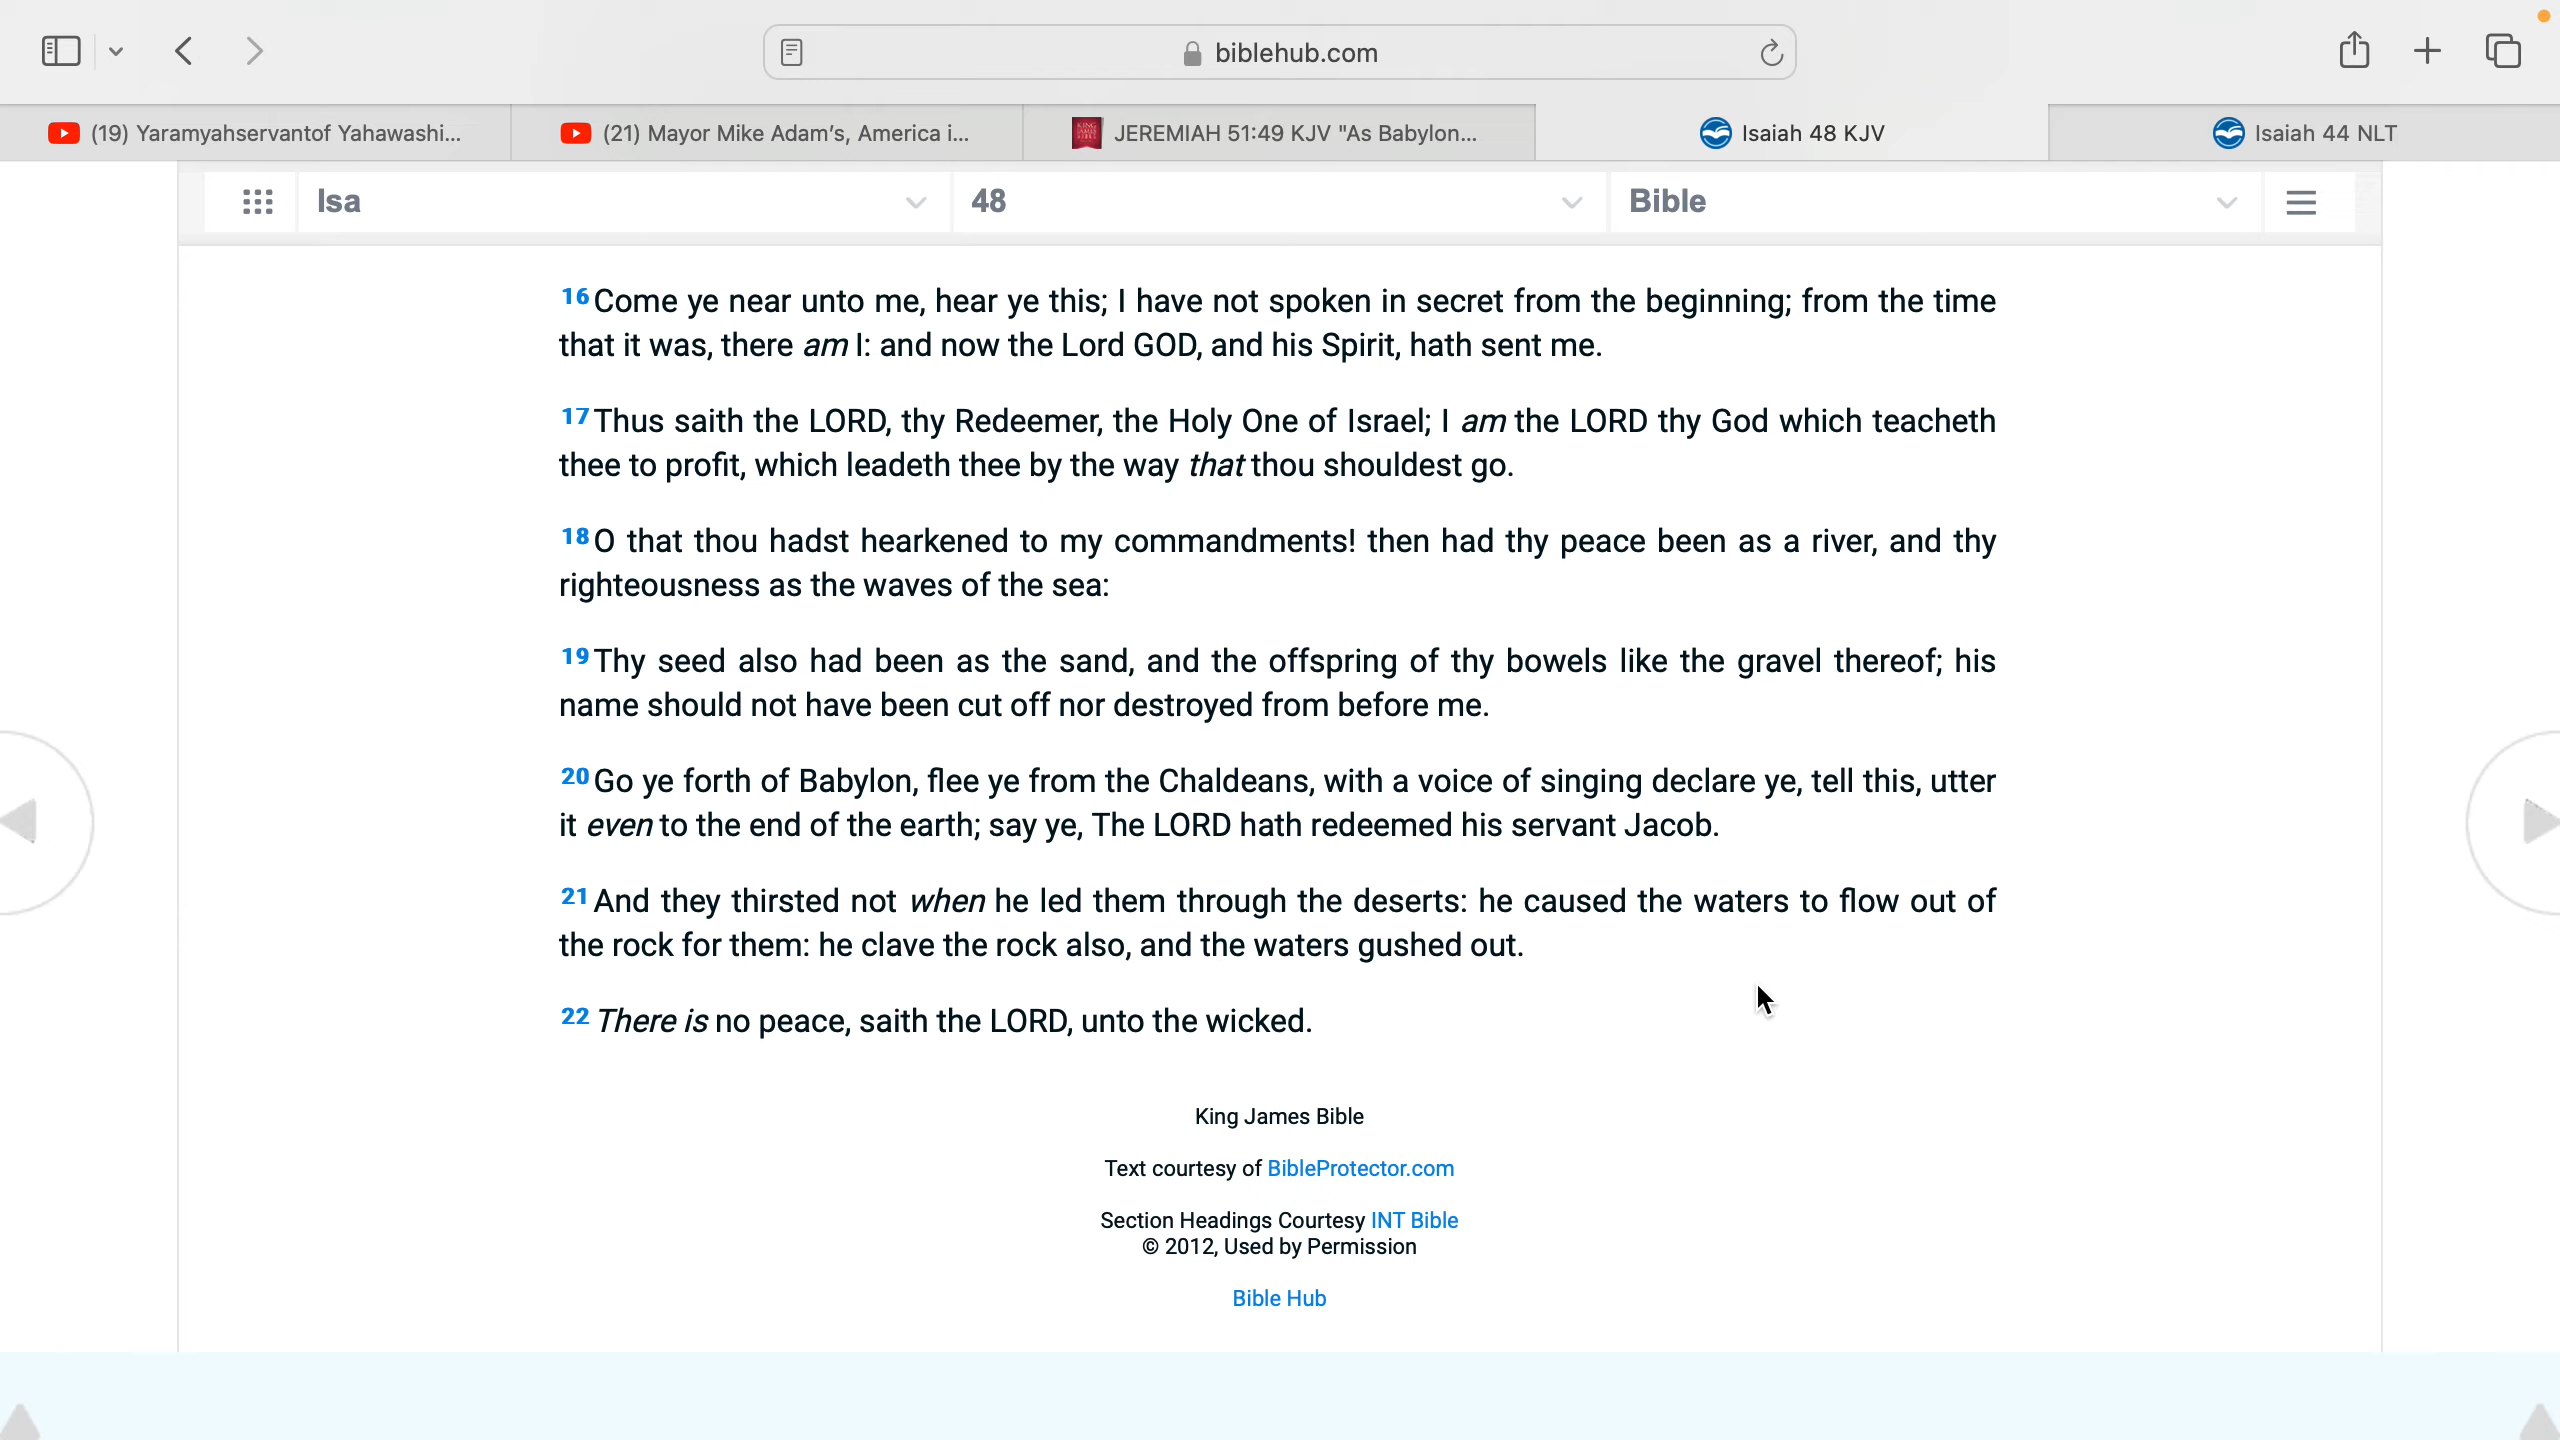 biblehub.com
(19) Yaramyahservantof Yahawashi...
(21) Mayor Mike Adam's, America i...
JEREMIAH 51:49 KJV "As Babylon...
Isaiah 48 KJV
Isaiah 44 NLT
Isa
48
Bible
16 Come ye near unto me, hear ye this; I have not spoken in secret from the beginning; from the time
that it was, there am I: and now the Lord GOD, and his Spirit, hath sent me.
17 Thus saith the LORD, thy Redeemer, the Holy One of Israel; I am the LORD thy God which teacheth
thee to profit, which leadeth thee by the way that thou shouldest go.
18 O that thou hadst hearkened to my commandments! then had thy peace been as a river, and thy
righteousness as the waves of the sea:
19 Thy seed also had been as the sand, and the offspring of thy bowels like the gravel thereof; his
name should not have been cut off nor destroyed from before me.
20 Go ye forth of Babylon, flee ye from the Chaldeans, with a voice of singing declare ye, tell this, utter
it even to the end of the earth; say ye, The LORD hath redeemed his servant Jacob.
21 And they thirsted not when he led them through the deserts: he caused the waters to flow out of
the rock for them: he clave the rock also, and the waters gushed out.
22 There is no peace, saith the LORD, unto the wicked.
King James Bible
Text courtesy of BibleProtector.com
Section Headings Courtesy INT Bible
© 2012, Used by Permission
Bible Hub